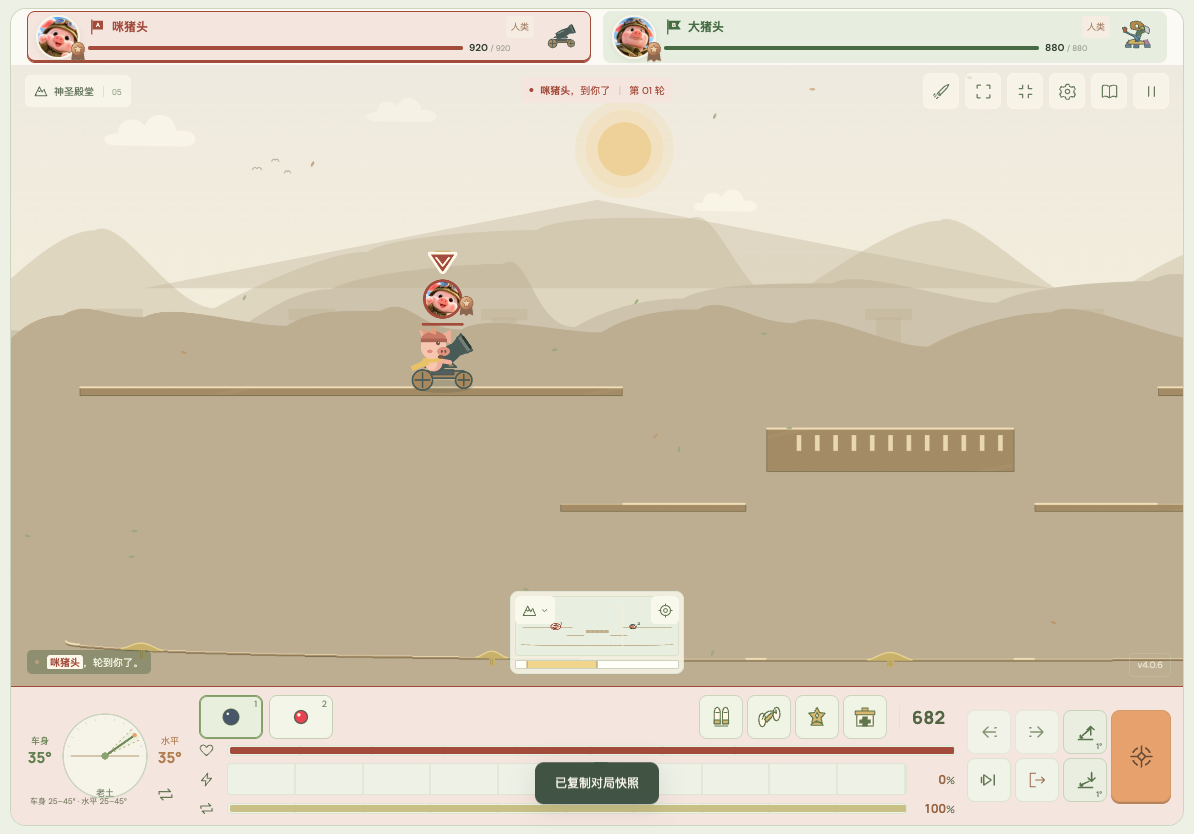 咪猪头
人类
920 / 920
大猪头
人类
880 / 880
神圣殿堂 05
咪猪头，到你了 第 01 轮
咪猪头，轮到你了。
v4.0.6
1
2
682
车身
35°
水平
35°
老土
车身 25–45° · 水平 25–45°
0%
100%
已复制对局快照
1°
1°